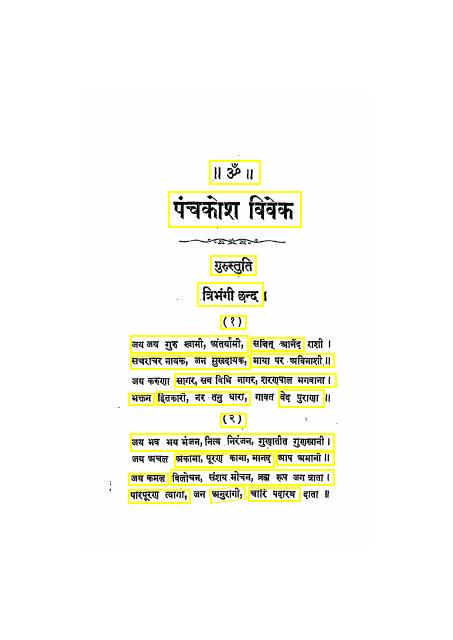 ॥ ॐ ॥
पंचकोश विवेक
गुरुस्तुति
त्रिभंगी छन्द ।
(१)
जय जय गुरु स्वामी, अंतर्यामी, सच्चित् आनँद राशी ।
सचराचर नायक, जन सुखदायक, माया पर अविनाशी ॥
जय करुणा सागर, सब विधि नागर, शरणपाल भगवाना ।
भक्तन हितकारी, नर तनु धारी, गावत वेद पुराणा ॥
(२)
जय भव भय भंजन, नित्य निरंजन, गुणातीत गुणखानी ।
जय अचल अकामा, पूरण कामा, मानद आप अमानी ॥
जय कमल विलोचन, संशय मोचन, ब्रह्म रूप जग त्राता ।
परिपूरण त्यागी, जन अनुरागी, चारि पदारथ दाता ॥